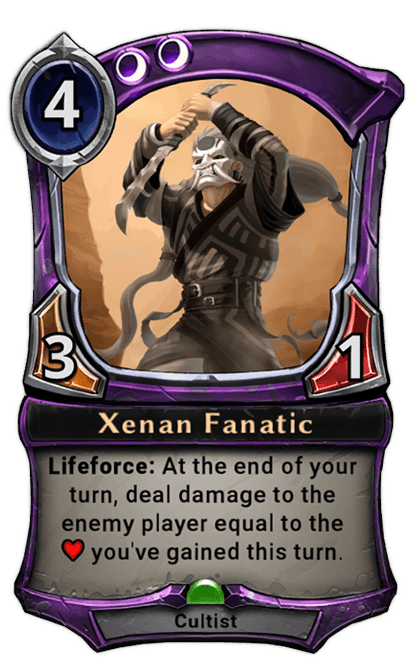 4
3
1
Xenan Fanatic
Lifeforce: At the end of your
turn, deal damage to the
enemy player equal to the
❤ you've gained this turn.
Cultist